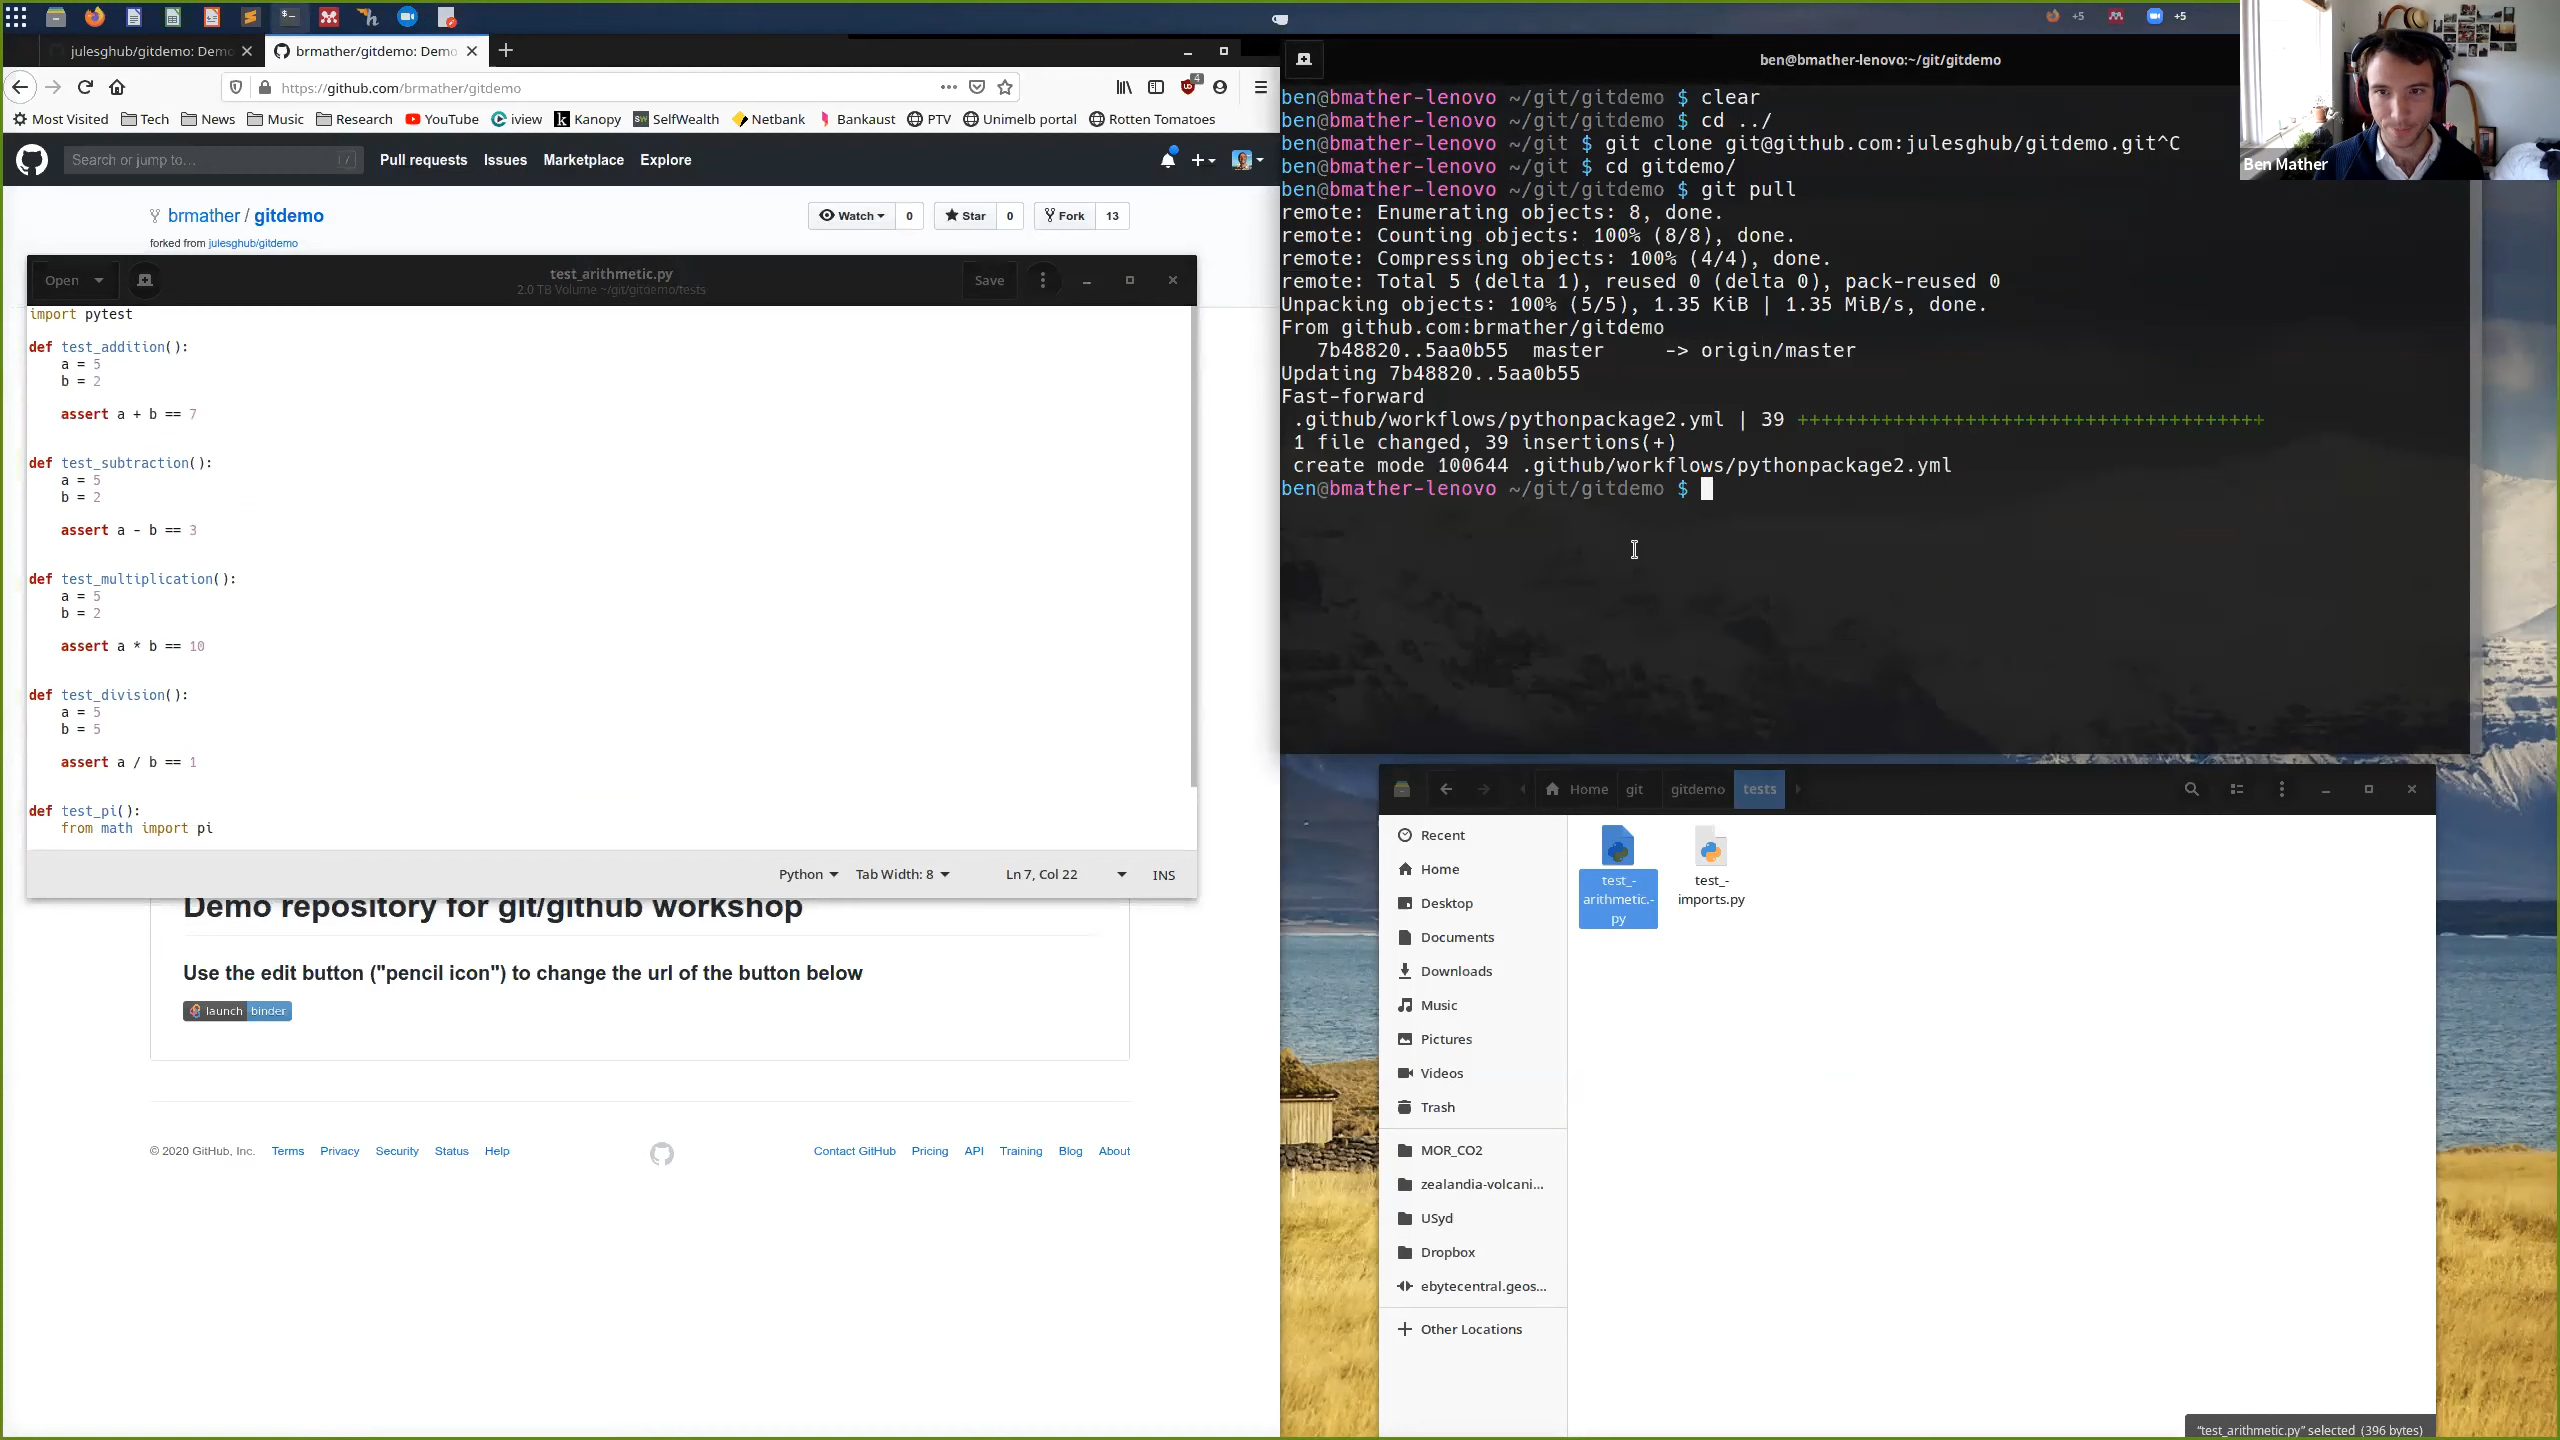 +5
+5
julesghub/gitdemo: Demo
brmather/gitdemo: Demo
https://github.com/brmather/gitdemo
4
Most Visited
Tech
News
Music
Research
YouTube
iview
Kanopy
SelfWealth
Netbank
Bankaust
PTV
Unimelb portal
Rotten Tomatoes
Search or jump to...
/
Pull requests
Issues
Marketplace
Explore
brmather / gitdemo
forked from julesghub/gitdemo
Watch
0
Star
0
Fork
13
Open
test_arithmetic.py
2.0 TB Volume ~/git/gitdemo/tests
Save
import pytest
def test_addition():
a = 5
b = 2
assert a + b == 7
def test_subtraction():
a = 5
b = 2
assert a - b == 3
def test_multiplication():
a = 5
b = 2
assert a * b == 10
def test_division():
a = 5
b = 5
assert a / b == 1
def test_pi():
from math import pi
Python
Tab Width: 8
Ln 7, Col 22
INS
Demo repository for git/github workshop
Use the edit button ("pencil icon") to change the url of the button below
launch binder
© 2020 GitHub, Inc.
Terms
Privacy
Security
Status
Help
Contact GitHub
Pricing
API
Training
Blog
About
ben@bmather-lenovo:~/git/gitdemo
ben@bmather-lenovo ~/git/gitdemo $ clear
ben@bmather-lenovo ~/git/gitdemo $ cd ../
ben@bmather-lenovo ~/git $ git clone git@github.com:julesghub/gitdemo.git^C
ben@bmather-lenovo ~/git $ cd gitdemo/
ben@bmather-lenovo ~/git/gitdemo $ git pull
remote: Enumerating objects: 8, done.
remote: Counting objects: 100% (8/8), done.
remote: Compressing objects: 100% (4/4), done.
remote: Total 5 (delta 1), reused 0 (delta 0), pack-reused 0
Unpacking objects: 100% (5/5), 1.35 KiB | 1.35 MiB/s, done.
From github.com:brmather/gitdemo
7b48820..5aa0b55 master -> origin/master
Updating 7b48820..5aa0b55
Fast-forward
.github/workflows/pythonpackage2.yml | 39 +++++++++++++++++++++++++++++++++++++++
1 file changed, 39 insertions(+)
create mode 100644 .github/workflows/pythonpackage2.yml
ben@bmather-lenovo ~/git/gitdemo $
Ben Mather
Home
git
gitdemo
tests
Recent
Home
Desktop
Documents
Downloads
Music
Pictures
Videos
Trash
MOR_CO2
zealandia-volcani...
USyd
Dropbox
ebytecentral.geos...
Other Locations
test_-
arithmetic.-
py
test_-
imports.py
"test_arithmetic.py" selected (396 bytes)